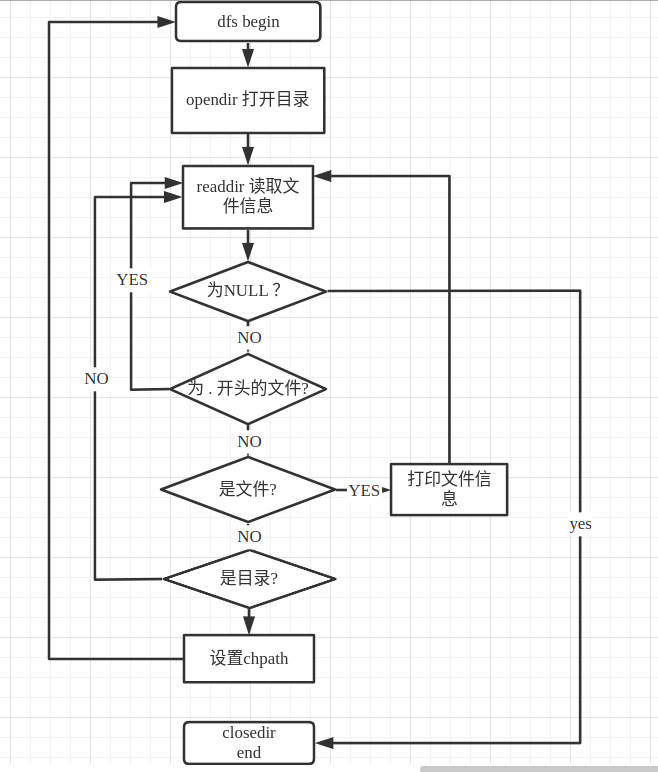 dfs begin
opendir 打开目录
readdir 读取文
件信息
YES
为NULL ?
NO
NO
为 . 开头的文件?
NO
是文件?
YES
打印文件信
息
yes
NO
是目录?
设置chpath
closedir
end